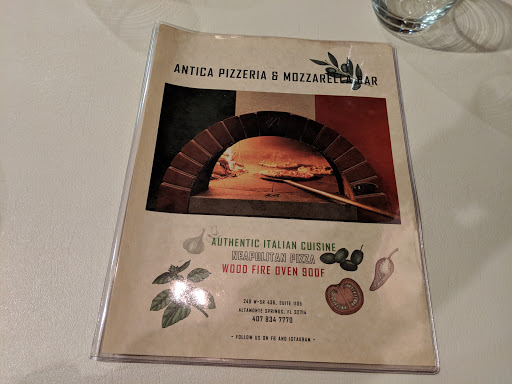 ANTICA PIZZERIA & MOZZARELLA BAR
AUTHENTIC ITALIAN CUISINE
NEAPOLITAN PIZZA
WOOD FIRE OVEN 900F
ALTAMONTE SPRINGS, FL 32714
407 834 7770
- FOLLOW US ON FB AND ISTAGRAM -